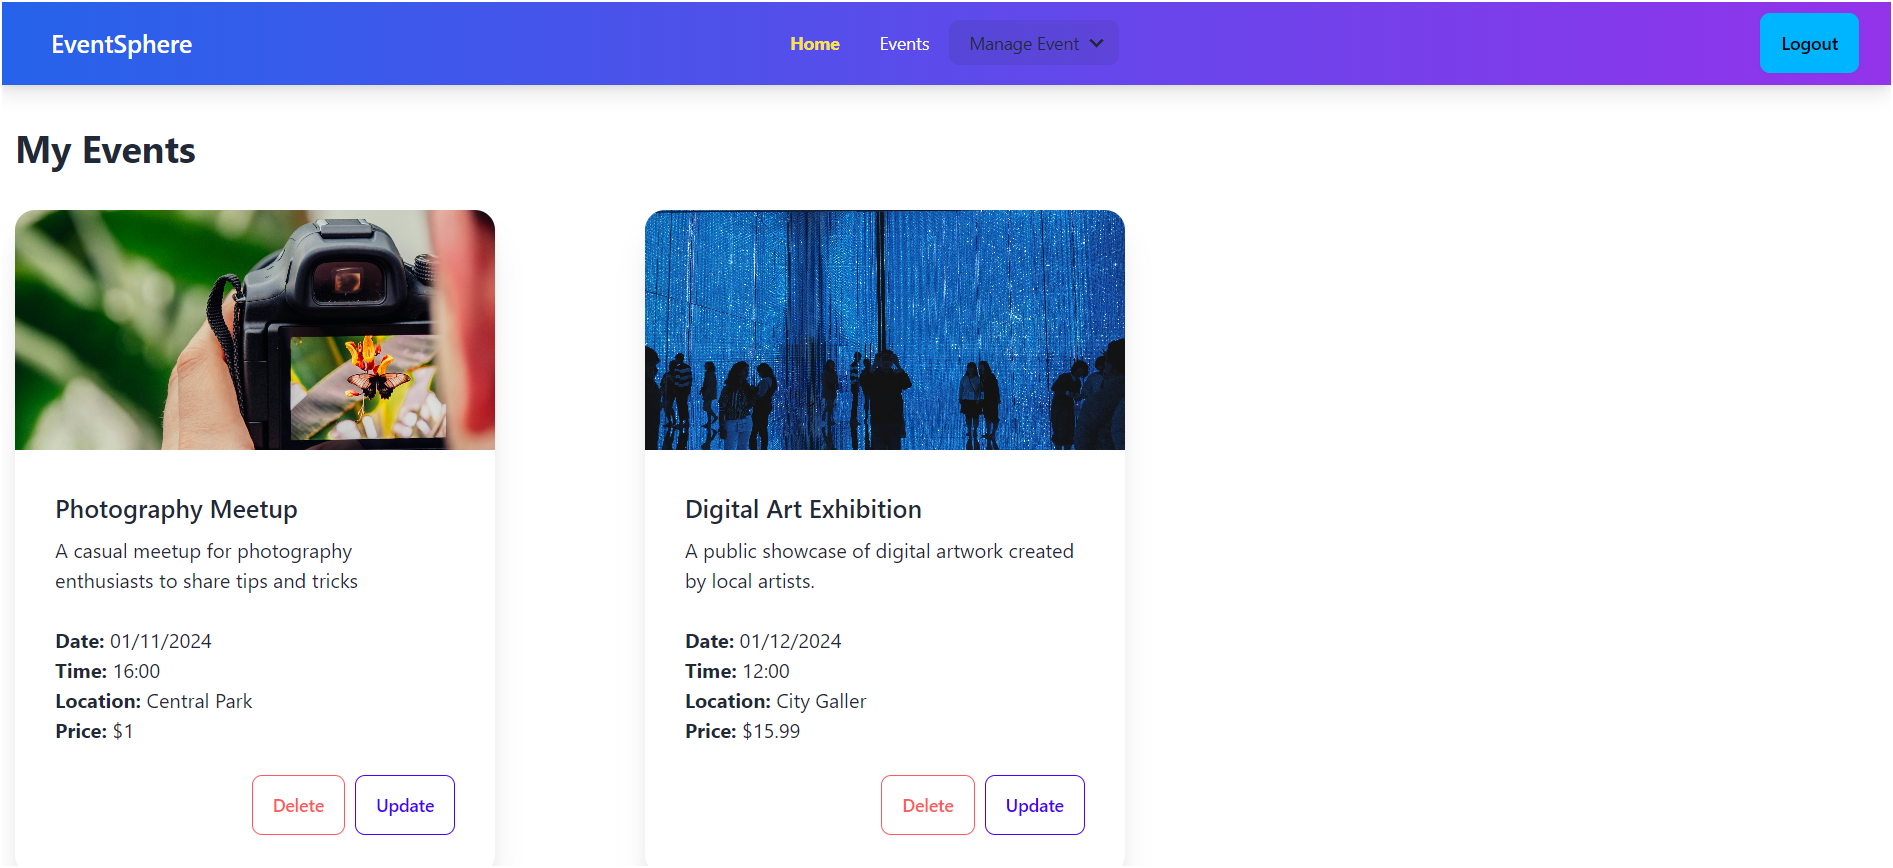 EventSphere
Home
Events
Manage Event
Logout
My Events
Photography Meetup
A casual meetup for photography
enthusiasts to share tips and tricks
Date: 01/11/2024
Time: 16:00
Location: Central Park
Price: $1
Delete
Update
Digital Art Exhibition
A public showcase of digital artwork created
by local artists.
Date: 01/12/2024
Time: 12:00
Location: City Galler
Price: $15.99
Delete
Update